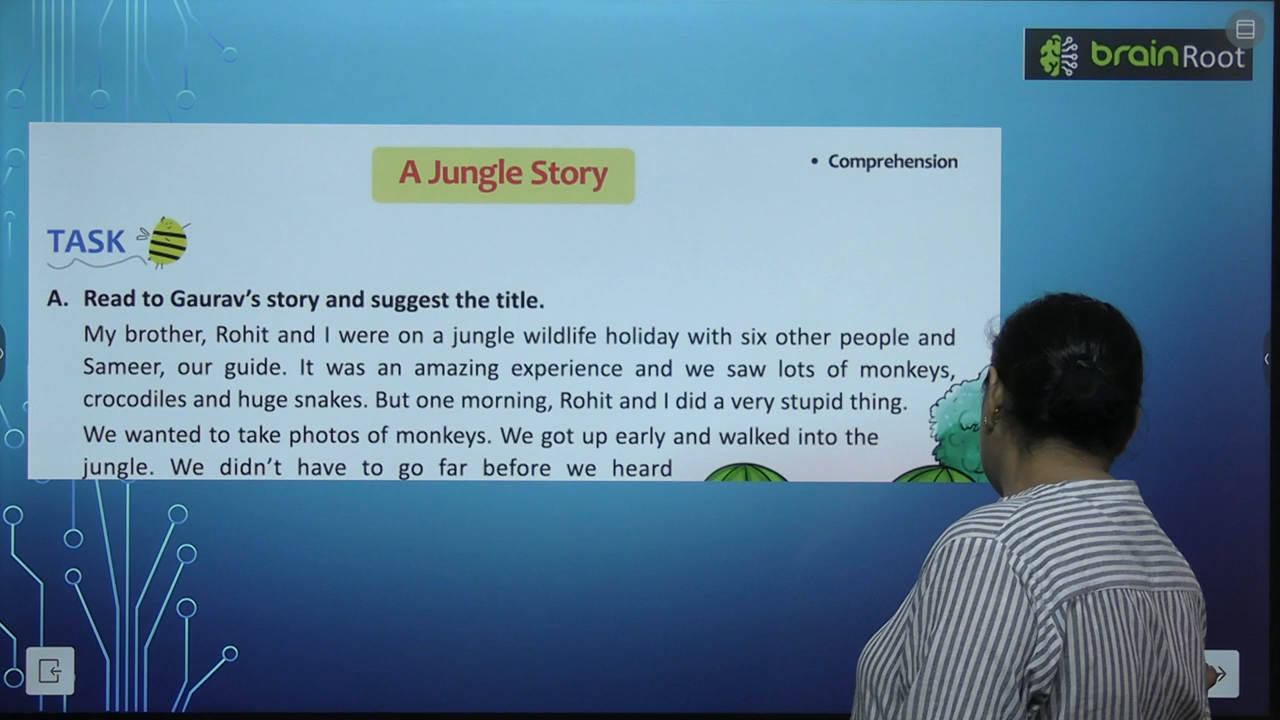 brainRoot
A Jungle Story
• Comprehension
TASK
A. Read to Gaurav's story and suggest the title.
My brother, Rohit and I were on a jungle wildlife holiday with six other people and
Sameer, our guide. It was an amazing experience and we saw lots of monkeys,
crocodiles and huge snakes. But one morning, Rohit and I did a very stupid thing.
We wanted to take photos of monkeys. We got up early and walked into the
jungle. We didn't have to go far before we heard